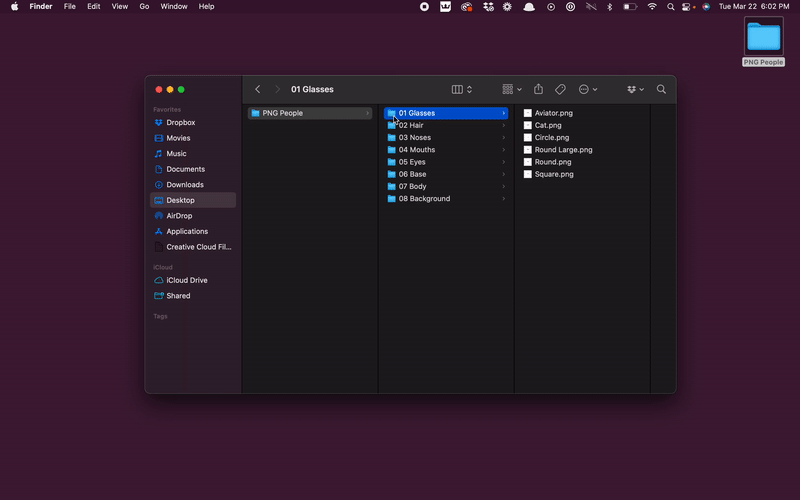 Finder File Edit View Go Window Help Tue Mar 22 6:02 PM
PNG People
01 Glasses
Favorites
Dropbox
Movies
Music
Documents
Downloads
Desktop
AirDrop
Applications
Creative Cloud Fil...
iCloud
iCloud Drive
Shared
Tags
PNG People
01 Glasses
02 Hair
03 Noses
04 Mouths
05 Eyes
06 Base
07 Body
08 Background
Aviator.png
Cat.png
Circle.png
Round Large.png
Round.png
Square.png